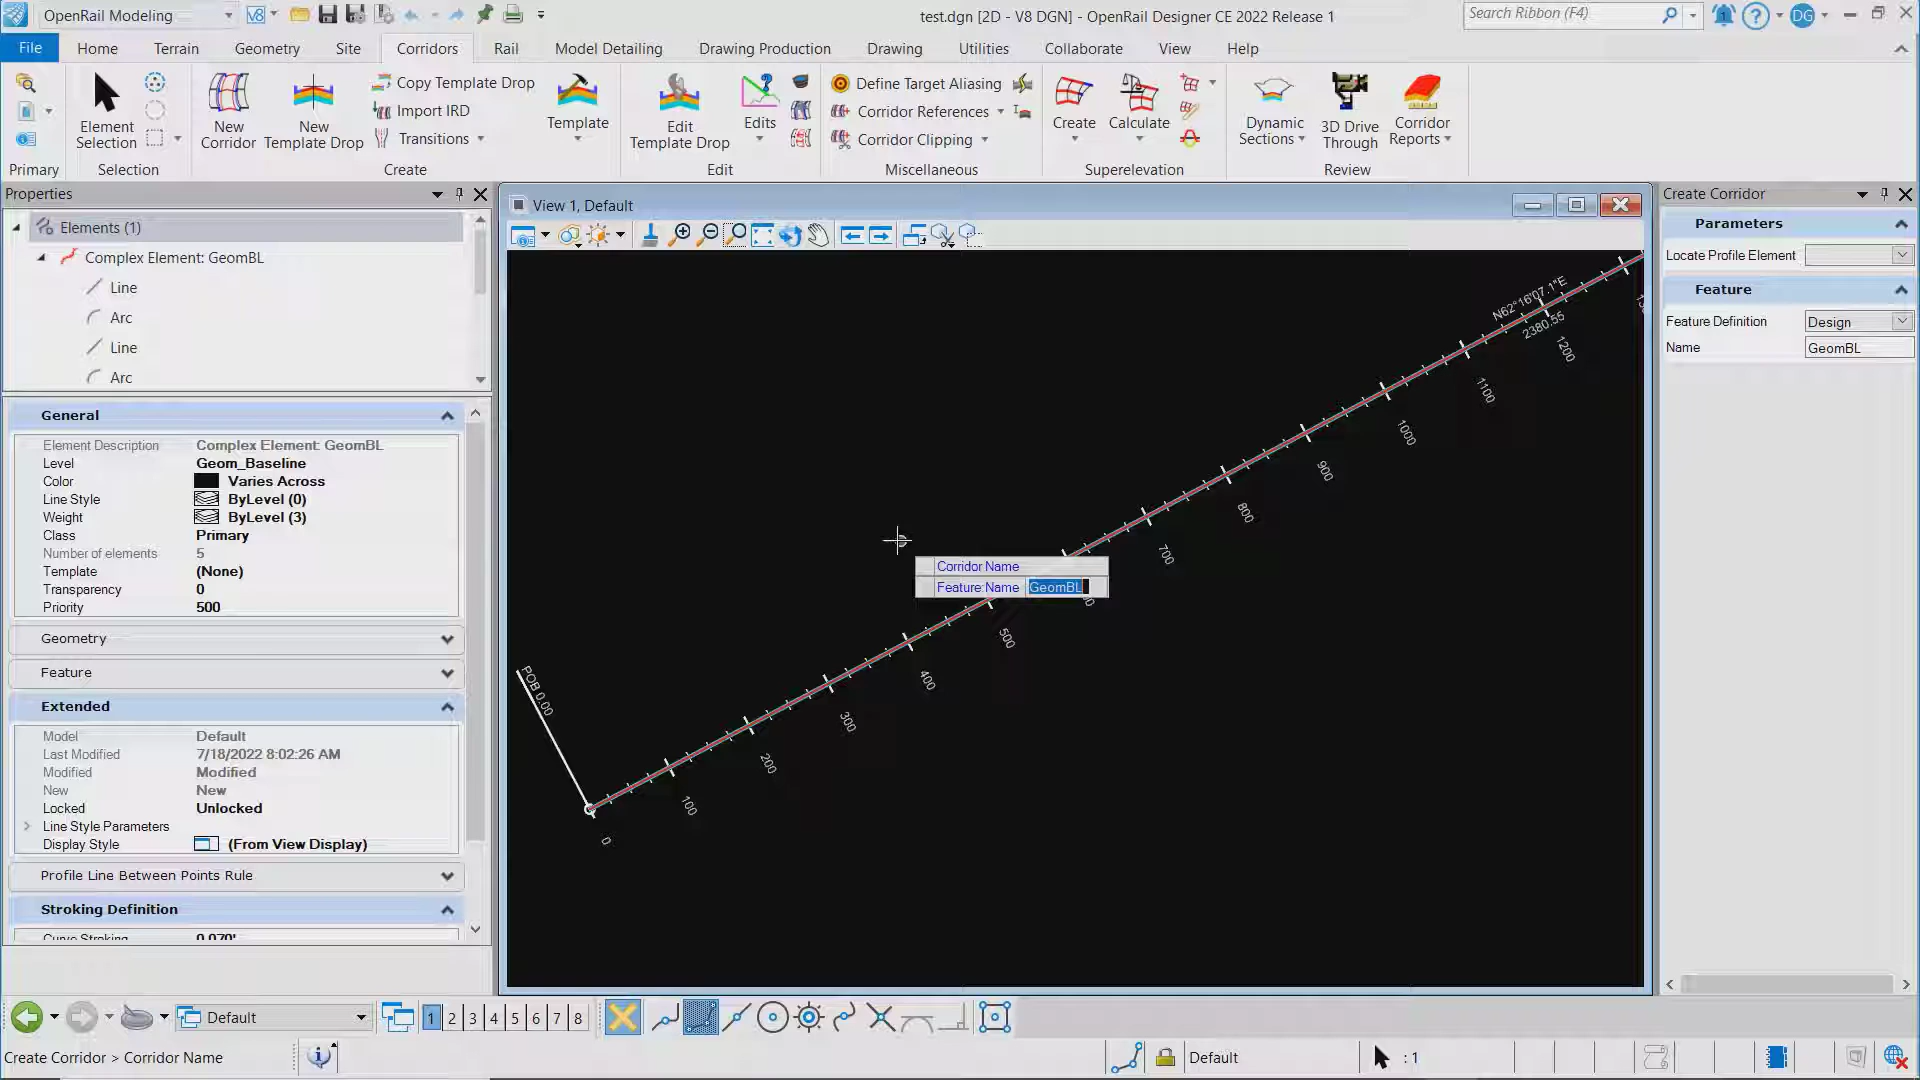 OpenRail Modeling
test.dgn [2D - V8 DGN] - OpenRail Designer CE 2022 Release 1
Search Ribbon (F4)
DG
File
Home
Terrain
Geometry
Site
Corridors
Rail
Model Detailing
Drawing Production
Drawing
Utilities
Collaborate
View
Help
Element Selection
New Corridor
New Template Drop
Copy Template Drop
Import IRD
Transitions
Template
Edit Template Drop
Edits
Define Target Aliasing
Corridor References
Corridor Clipping
Create
Calculate
Dynamic Sections
3D Drive Through
Corridor Reports
Primary
Selection
Create
Edit
Miscellaneous
Superelevation
Review
Properties
Elements (1)
Complex Element: GeomBL
Line
Arc
Line
Arc
General
Element Description Complex Element: GeomBL
Level Geom_Baseline
Color Varies Across
Line Style ByLevel (0)
Weight ByLevel (3)
Class Primary
Number of elements 5
Template (None)
Transparency 0
Priority 500
Geometry
Feature
Extended
Model Default
Last Modified 7/18/2022 8:02:26 AM
Modified Modified
New New
Locked Unlocked
Line Style Parameters
Display Style (From View Display)
Profile Line Between Points Rule
Stroking Definition
Curve Stroking 0.070'
View 1, Default
N62°16'07.1"E
2380.55
1200
1100
1000
900
800
700
500
400
300
200
100
0
POB 0.00
Corridor Name
Feature Name GeomBL
Create Corridor
Parameters
Locate Profile Element
Feature
Feature Definition Design
Name GeomBL
Default
1 2 3 4 5 6 7 8
Create Corridor > Corridor Name
Default
: 1